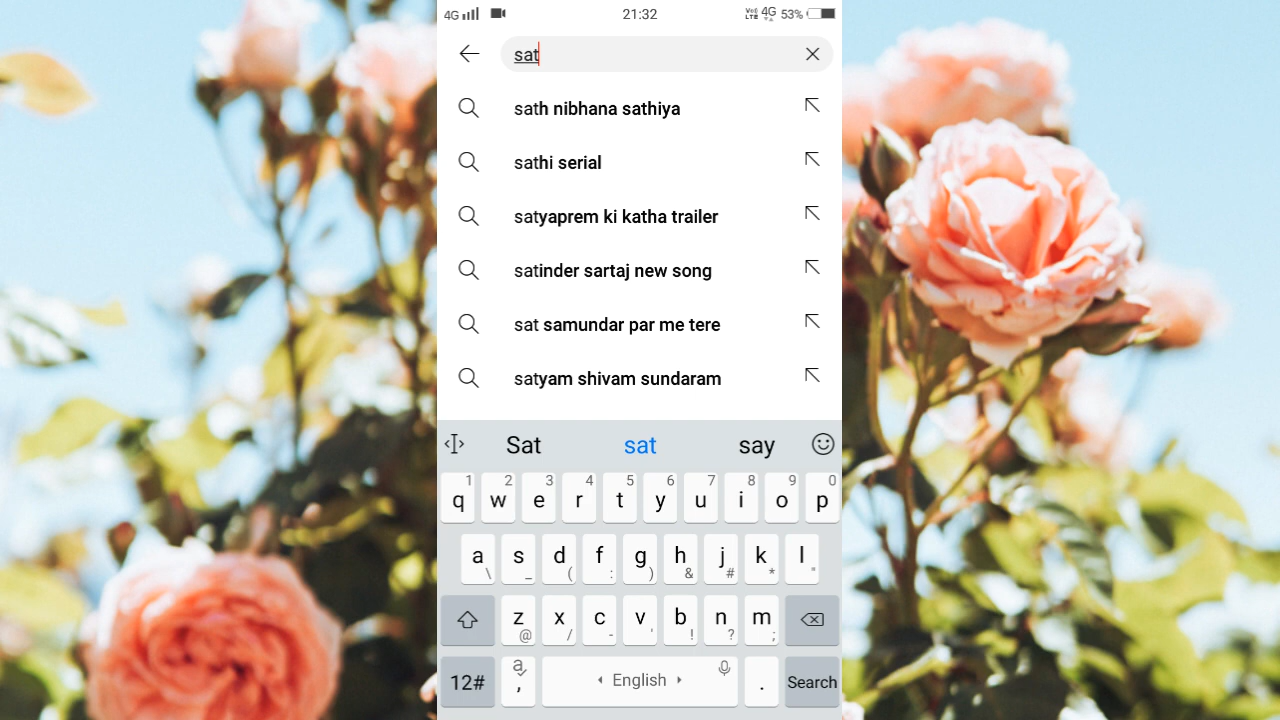 4G 21:32 VoLTE 4G 53%
sat
sath nibhana sathiya
sathi serial
satyaprem ki katha trailer
satinder sartaj new song
sat samundar par me tere
satyam shivam sundaram
Sat sat say
1 2 3 4 5 6 7 8 9 0
q w e r t y u i o p
a s d f g h j k l
\ _ ( : ) & # * "
z x c v b n m
@ / - ' ! ? ;
12# , English . Search